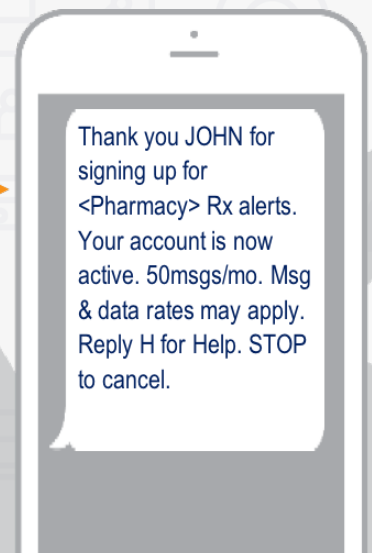 Thank you JOHN for
signing up for
<Pharmacy> Rx alerts.
Your account is now
active. 50msgs/mo. Msg
& data rates may apply.
Reply H for Help. STOP
to cancel.